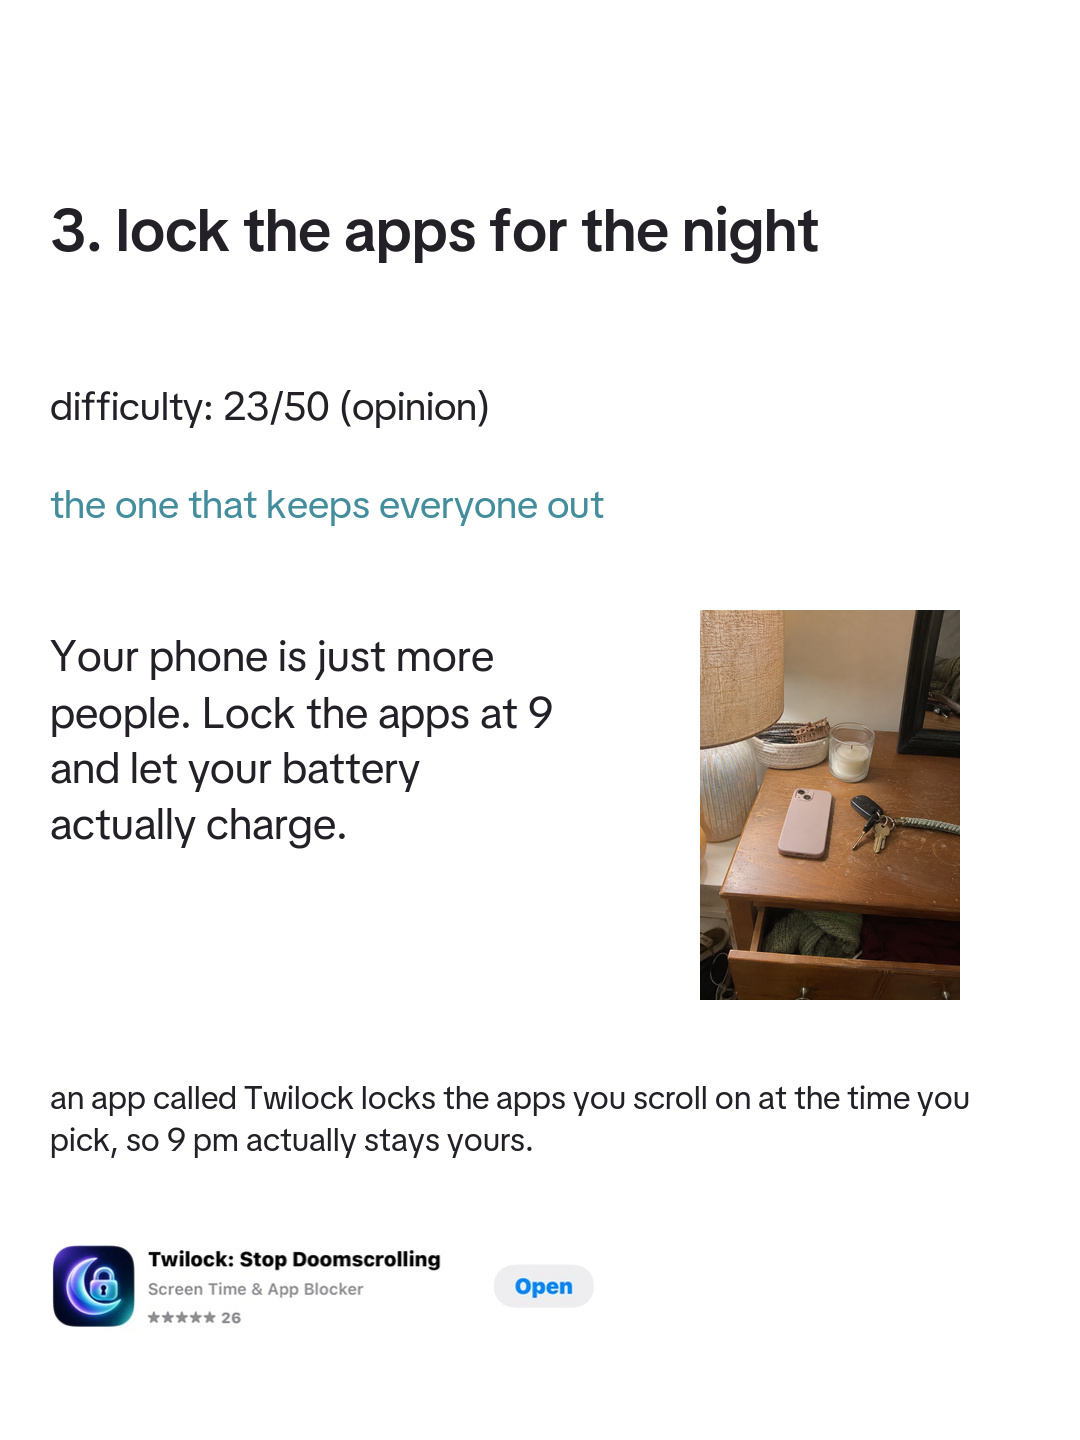 3. lock the apps for the night
difficulty: 23/50 (opinion)
the one that keeps everyone out
Your phone is just more
people. Lock the apps at 9
and let your battery
actually charge.
an app called Twilock locks the apps you scroll on at the time you
pick, so 9 pm actually stays yours.
Twilock: Stop Doomscrolling
Screen Time & App Blocker
★★★★★ 26
Open